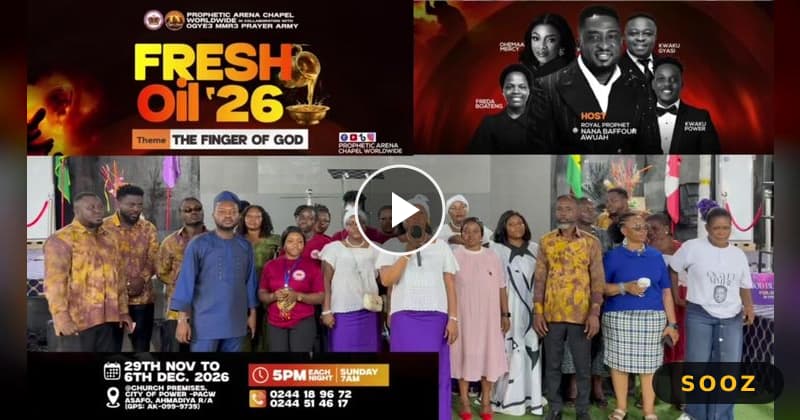 PROPHETIC ARENA CHAPEL
WORLDWIDE IN COLLABORATION WITH
OGYE3 MMR3 PRAYER ARMY
FRESH
Oil '26
Theme THE FINGER OF GOD
PROPHETIC ARENA
CHAPEL WORLDWIDE
OHEMAA
MERCY
KWAKU
GYASI
FREDA
BOATENG
HOST
ROYAL PROPHET
NANA BAFFOUR
AWUAH
KWAKU
POWER
29TH NOV TO
6TH DEC. 2026
@CHURCH PREMISES,
CITY OF POWER -PACW
ASAFO, AHMADIYA R/A
(GPS: AK-099-9739)
5PM EACH NIGHT SUNDAY 7AM
0244 18 96 72
0244 51 46 17
SOOZ